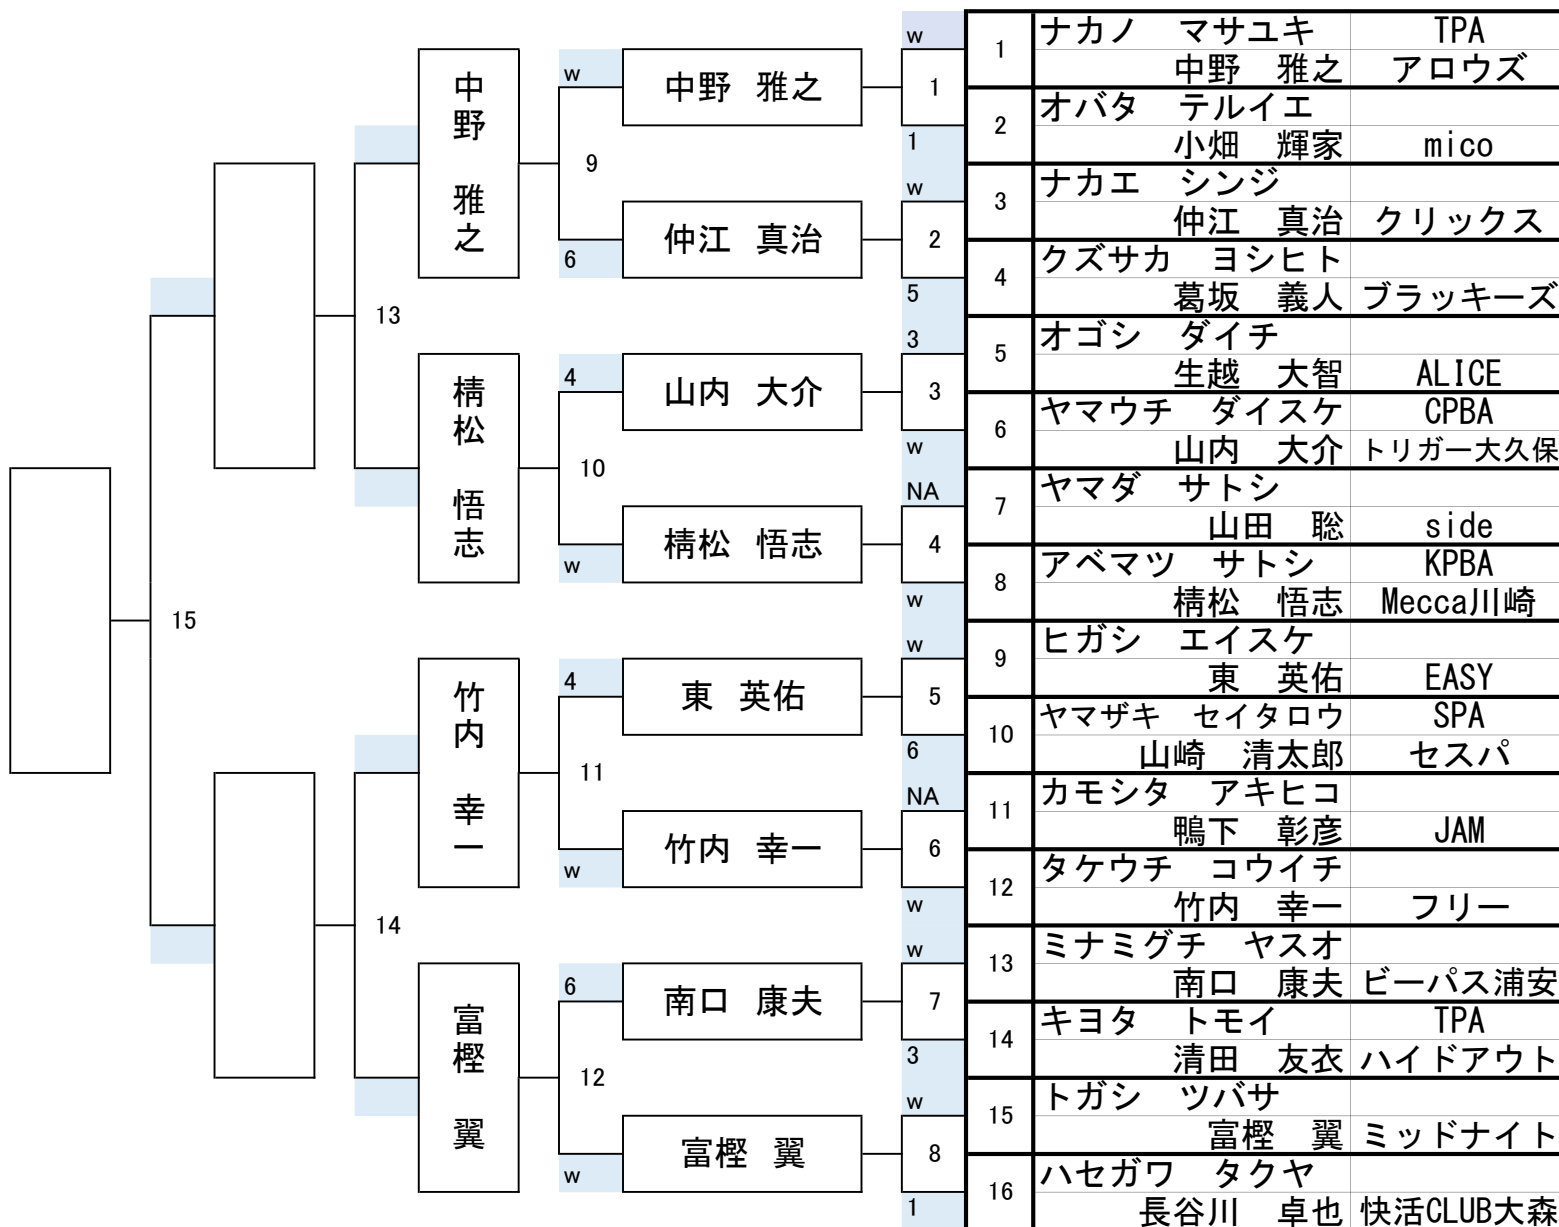 w
1 ナカノ マサユキ TPA
中野 雅之 アロウズ
1
2 オバタ テルイエ
小畑 輝家 mico
1
w
3 ナカエ シンジ
仲江 真治 クリックス
2
4 クズサカ ヨシヒト
葛坂 義人 ブラッキーズ
5
3
5 オゴシ ダイチ
生越 大智 ALICE
3
6 ヤマウチ ダイスケ CPBA
山内 大介 トリガー大久保
w
NA
7 ヤマダ サトシ
山田 聡 side
4
8 アベマツ サトシ KPBA
棈松 悟志 Mecca川崎
w
w
9 ヒガシ エイスケ
東 英佑 EASY
5
10 ヤマザキ セイタロウ SPA
山崎 清太郎 セスパ
6
NA
11 カモシタ アキヒコ
鴨下 彰彦 JAM
6
12 タケウチ コウイチ
竹内 幸一 フリー
w
w
13 ミナミグチ ヤスオ
南口 康夫 ビーパス浦安
7
14 キヨタ トモイ TPA
清田 友衣 ハイドアウト
3
w
15 トガシ ツバサ
富樫 翼 ミッドナイト
8
16 ハセガワ タクヤ
長谷川 卓也 快活CLUB大森
1
w
中野 雅之
9
仲江 真治
6
4
山内 大介
10
棈松 悟志
w
4
東 英佑
11
竹内 幸一
w
6
南口 康夫
12
富樫 翼
w
中野 雅之
13
棈松 悟志
竹内 幸一
14
富樫 翼
15